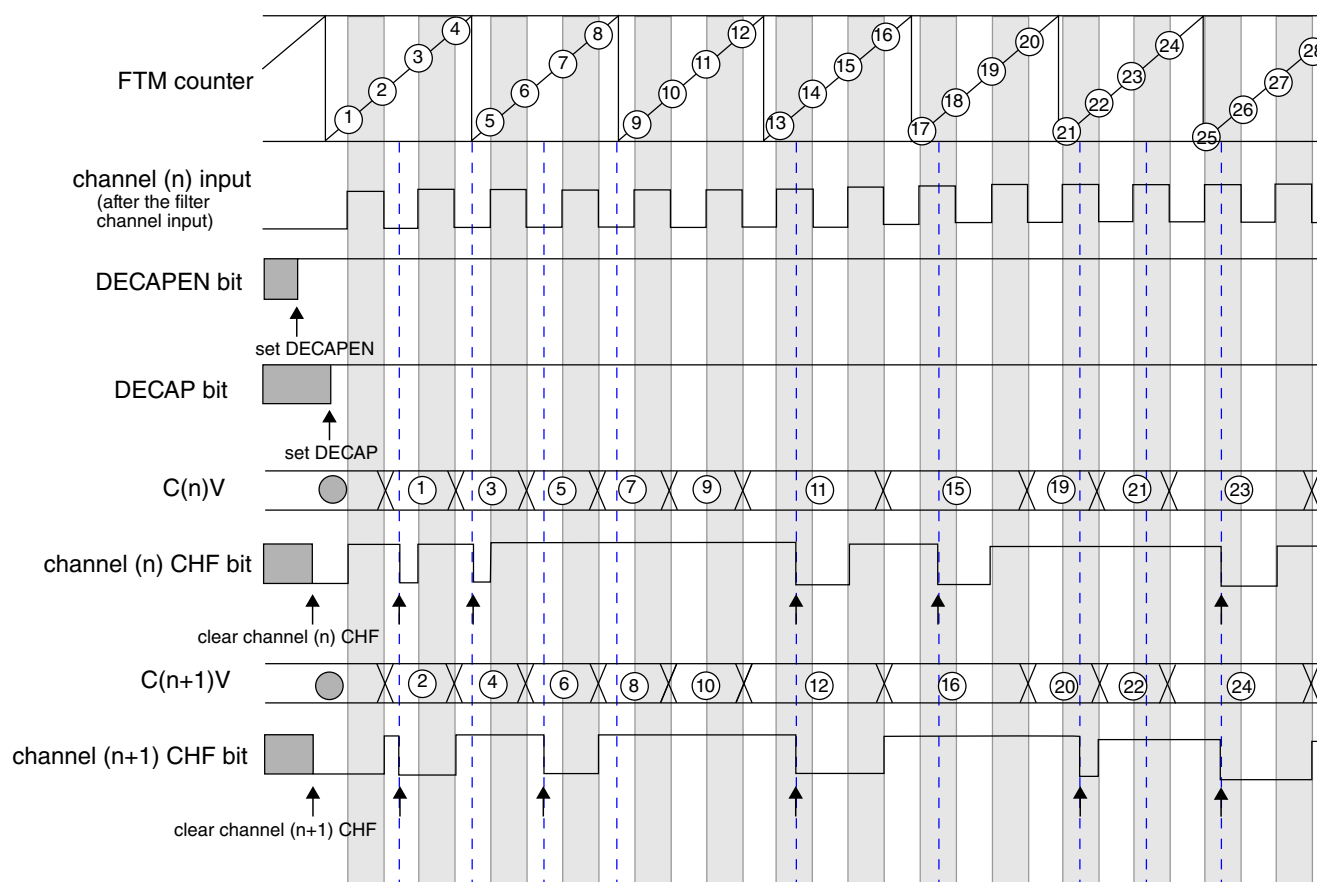 4 8 12 16 20 24 28
3 7 11 15 19 23 27
FTM counter
2 6 10 14 18 22 26
1 5 9 13 17 21 25
channel (n) input
(after the filter
channel input)
DECAPEN bit
set DECAPEN
DECAP bit
set DECAP
C(n)V 1 3 5 7 9 11 15 19 21 23
channel (n) CHF bit
clear channel (n) CHF
C(n+1)V 2 4 6 8 10 12 16 20 22 24
channel (n+1) CHF bit
clear channel (n+1) CHF